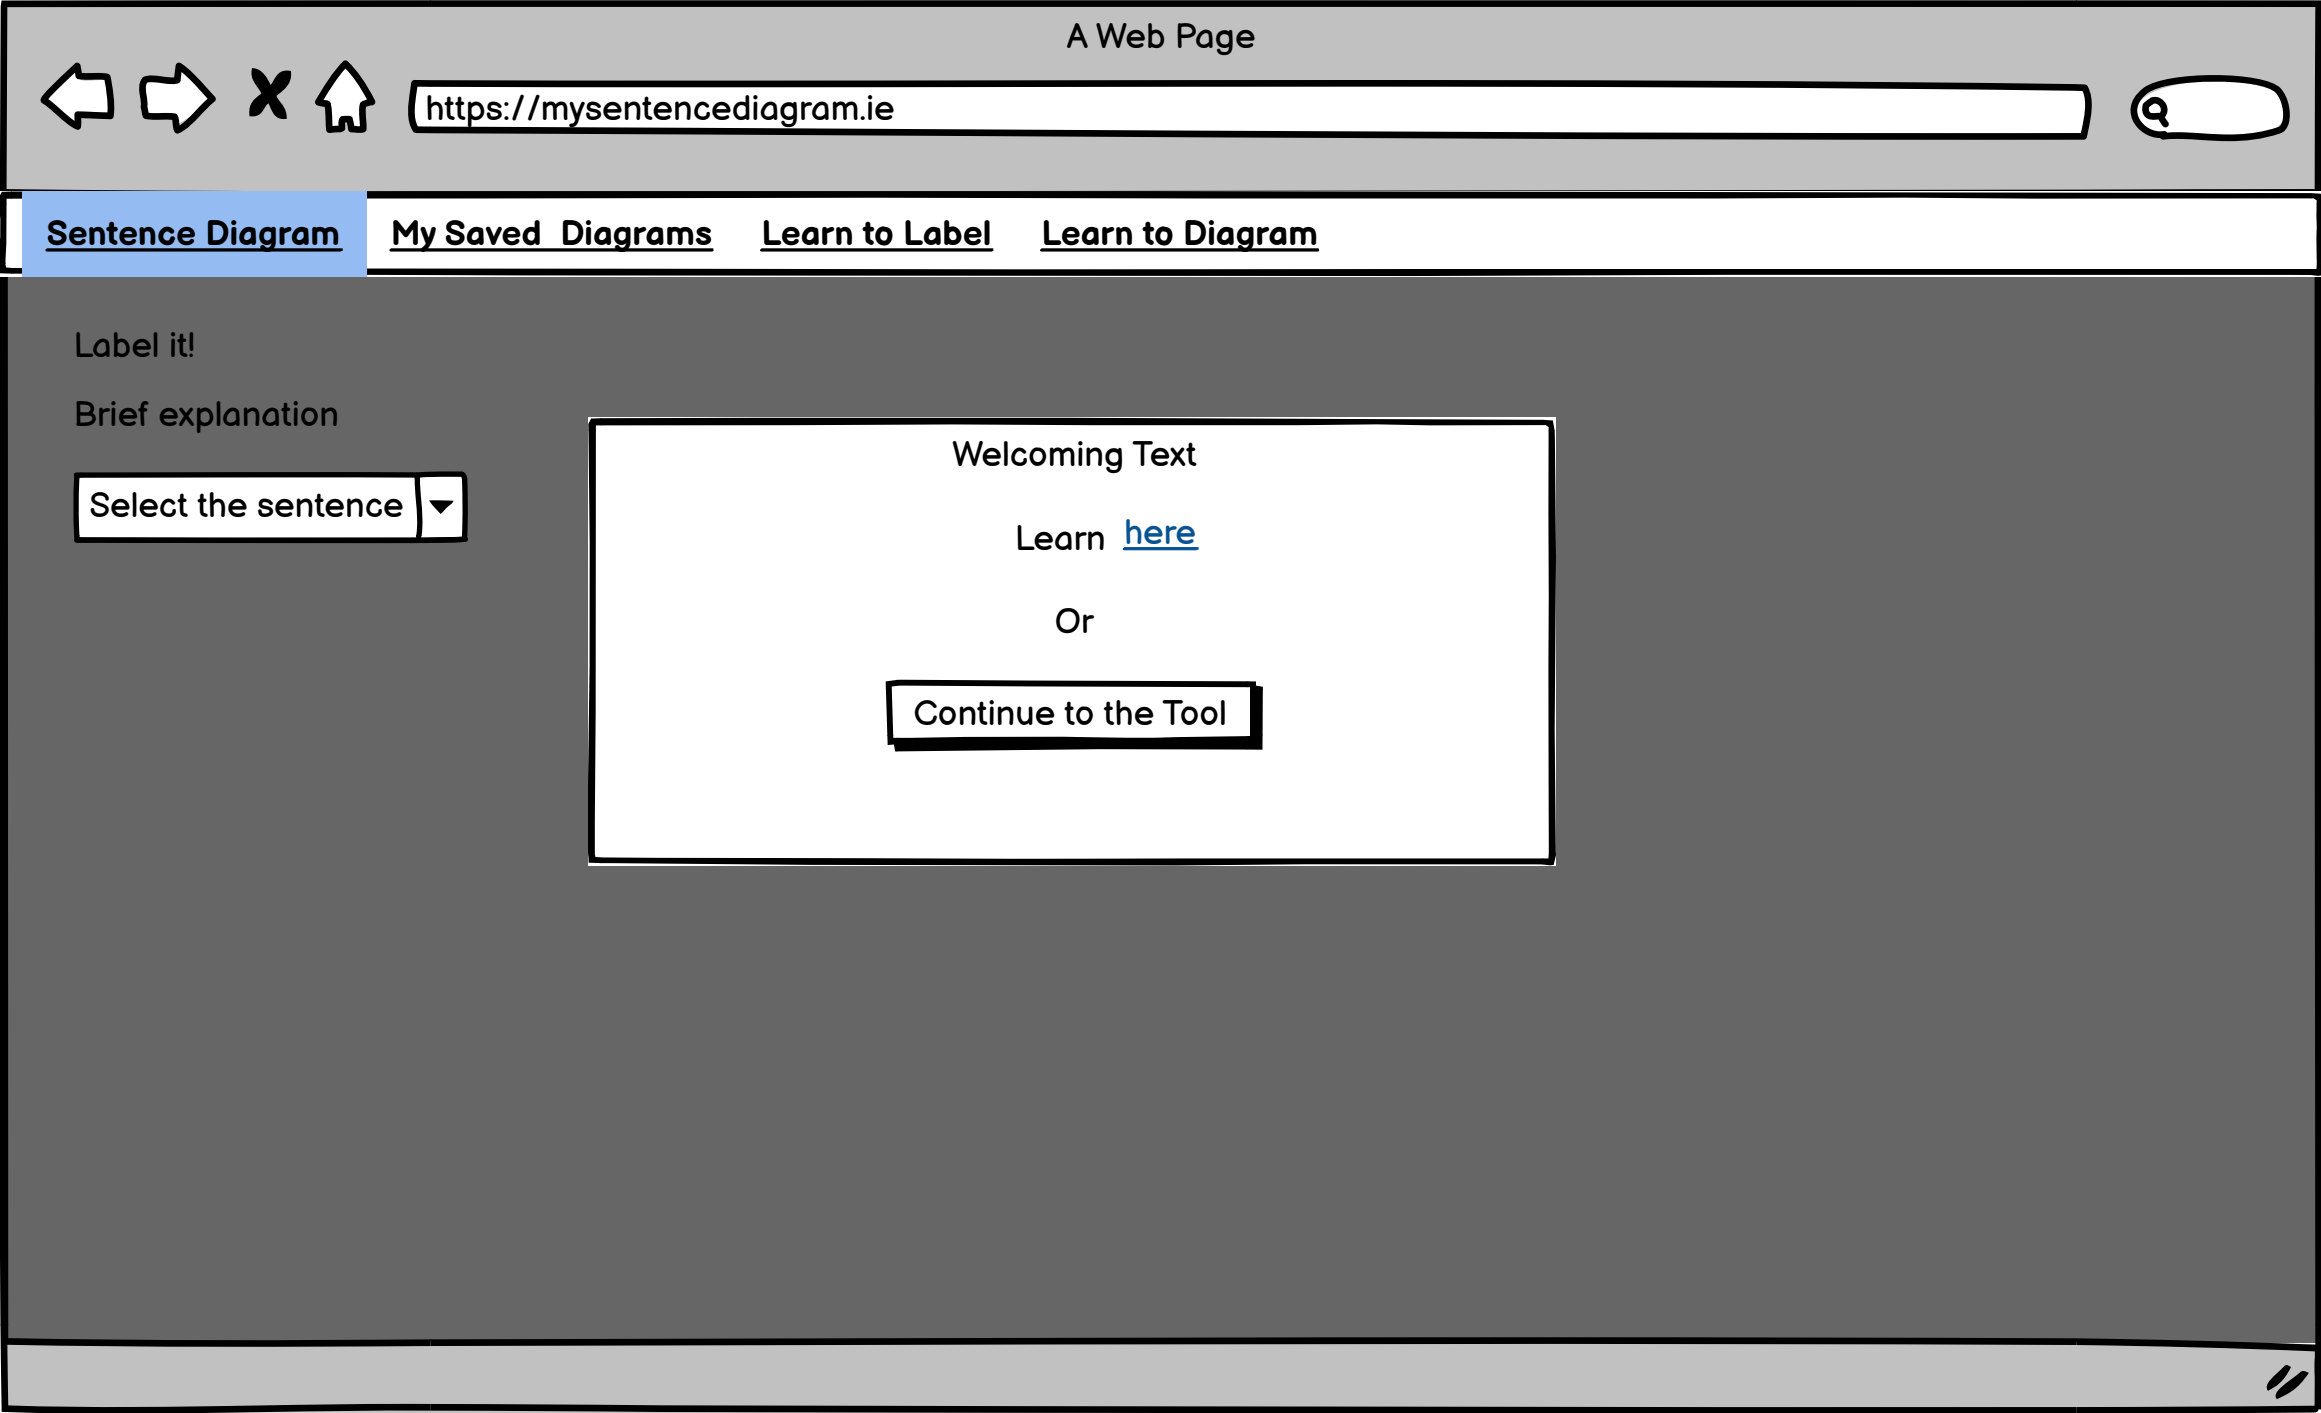 A Web Page
https://mysentencediagram.ie
Sentence Diagram My Saved Diagrams Learn to Label Learn to Diagram
Label it!
Brief explanation
Select the sentence
Welcoming Text
Learn here
Or
Continue to the Tool